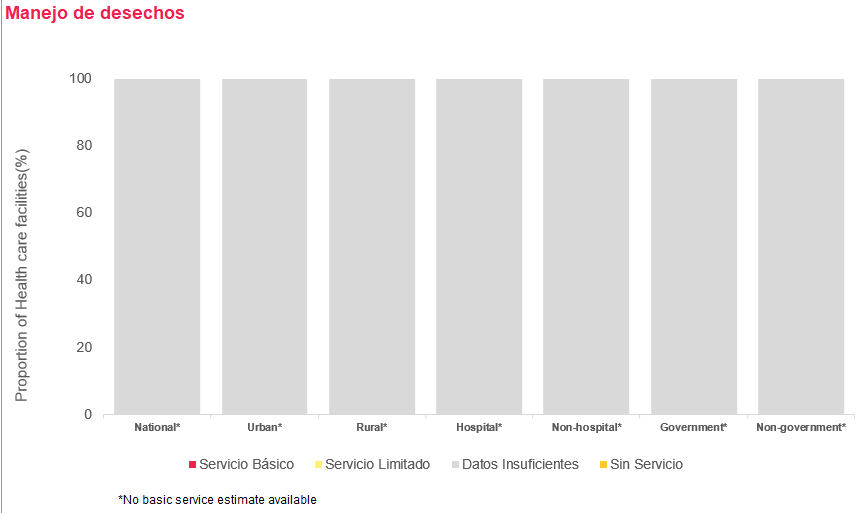 Manejo de desechos
Proportion of Health care facilities(%)
100
80
60
40
20
0
National* Urban* Rural* Hospital* Non-hospital* Government* Non-government*
Servicio Básico Servicio Limitado Datos Insuficientes Sin Servicio
*No basic service estimate available